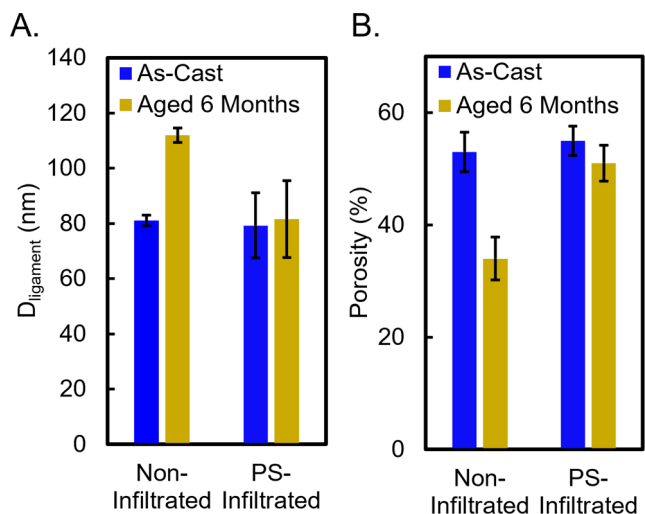 A.
140
120
100
80
60
40
20
0
D_ligament (nm)
As-Cast
Aged 6 Months
Non-
Infiltrated
PS-
Infiltrated
B.
60
40
20
0
Porosity (%)
As-Cast
Aged 6 Months
Non-
Infiltrated
PS-
Infiltrated